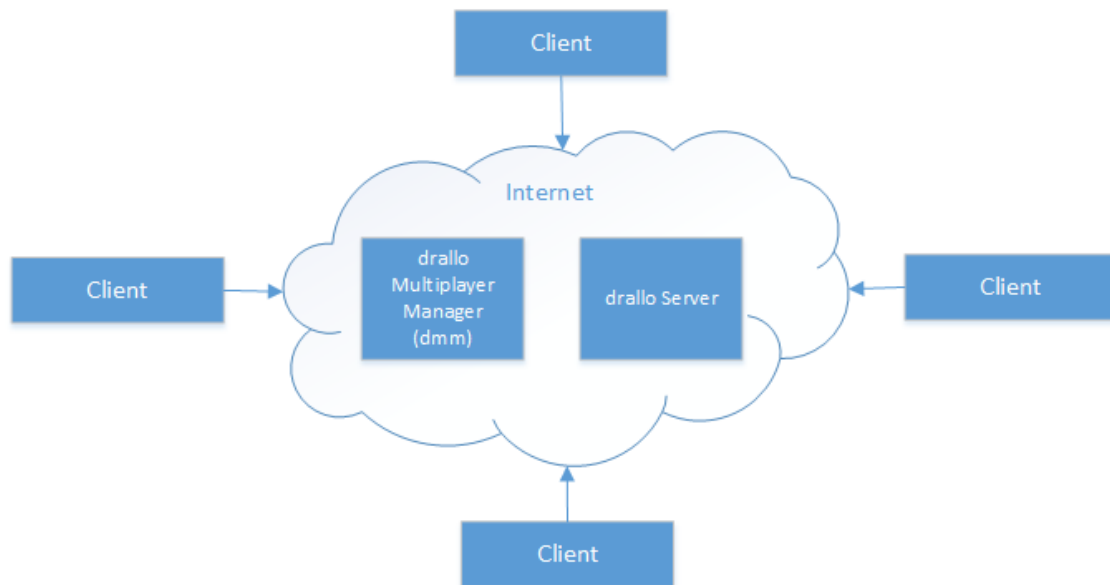 Client
Internet
drallo
Multiplayer
Manager
(dmm)
drallo Server
Client
Client
Client